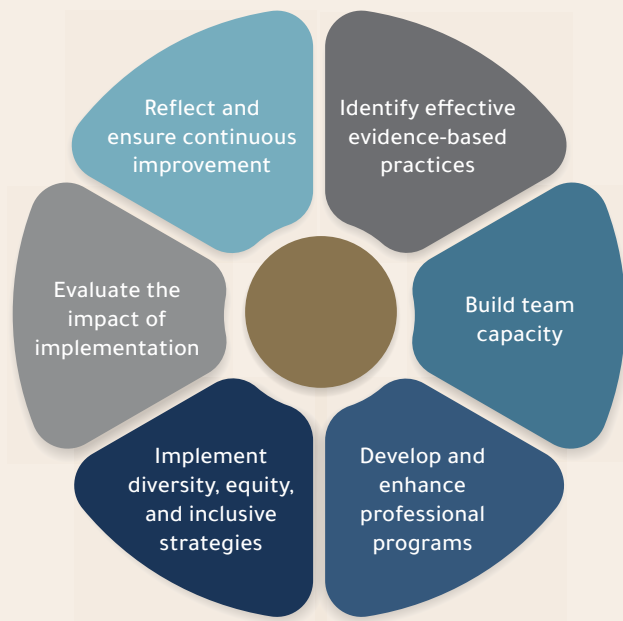 Identify effective
evidence-based
practices
Build team
capacity
Develop and
enhance
professional
programs
Implement
diversity, equity,
and inclusive
strategies
Evaluate the
impact of
implementation
Reflect and
ensure continuous
improvement